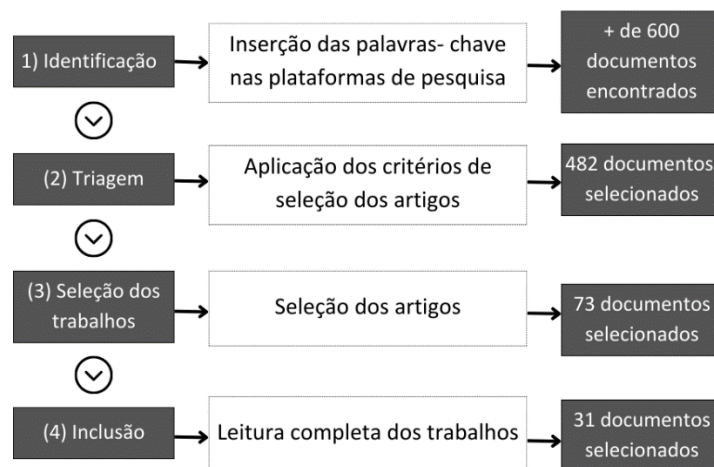 1) Identificação
Inserção das palavras- chave
nas plataformas de pesquisa
+ de 600
documentos
encontrados
(2) Triagem
Aplicação dos critérios de
seleção dos artigos
482 documentos
selecionados
(3) Seleção dos
trabalhos
Seleção dos artigos
73 documentos
selecionados
(4) Inclusão
Leitura completa dos trabalhos
31 documentos
selecionados